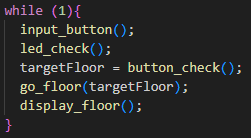 while (1){
  input_button();
  led_check();
  targetFloor = button_check();
  go_floor(targetFloor);
  display_floor();
}